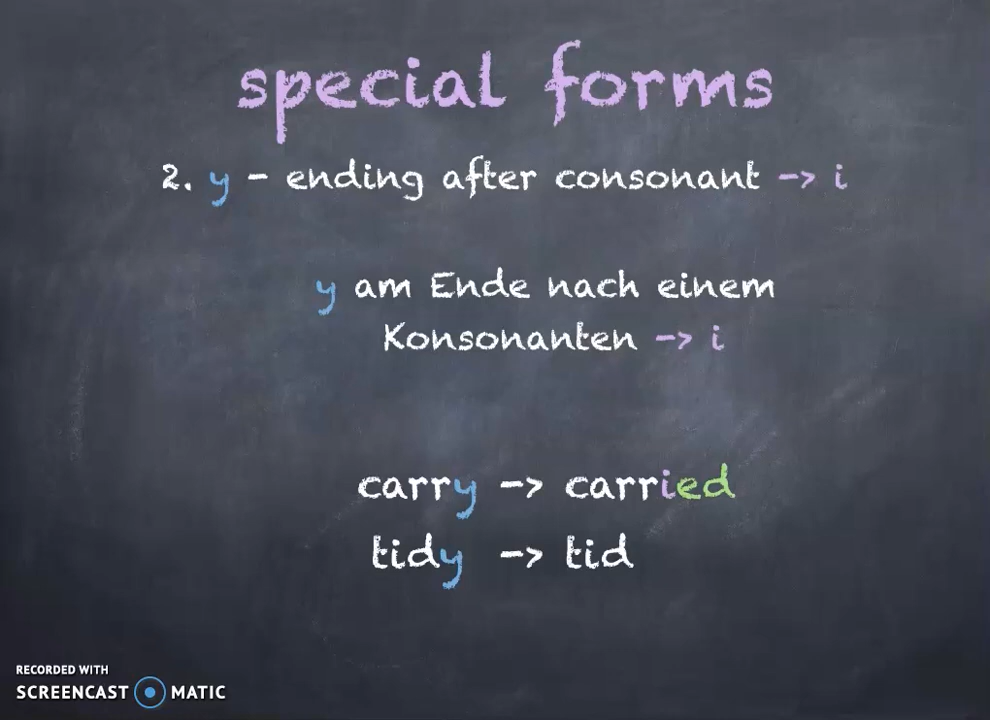 special forms
2. y - ending after consonant -> i
y am Ende nach einem
Konsonanten -> i
carry -> carried
tidy -> tid
RECORDED WITH
SCREENCAST MATIC